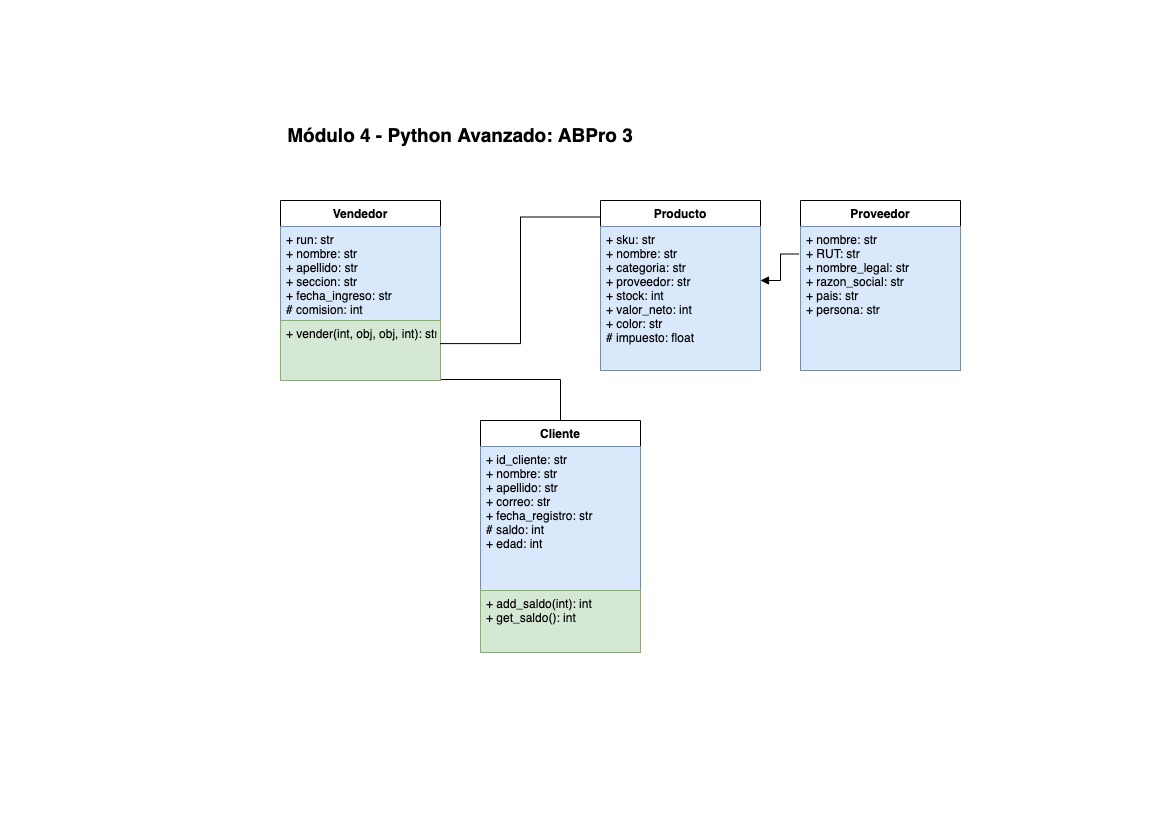 Módulo 4 - Python Avanzado: ABPro 3
Vendedor
+ run: str
+ nombre: str
+ apellido: str
+ seccion: str
+ fecha_ingreso: str
# comision: int
+ vender(int, obj, obj, int): str
Producto
+ sku: str
+ nombre: str
+ categoria: str
+ proveedor: str
+ stock: int
+ valor_neto: int
+ color: str
# impuesto: float
Proveedor
+ nombre: str
+ RUT: str
+ nombre_legal: str
+ razon_social: str
+ pais: str
+ persona: str
Cliente
+ id_cliente: str
+ nombre: str
+ apellido: str
+ correo: str
+ fecha_registro: str
# saldo: int
+ edad: int
+ add_saldo(int): int
+ get_saldo(): int